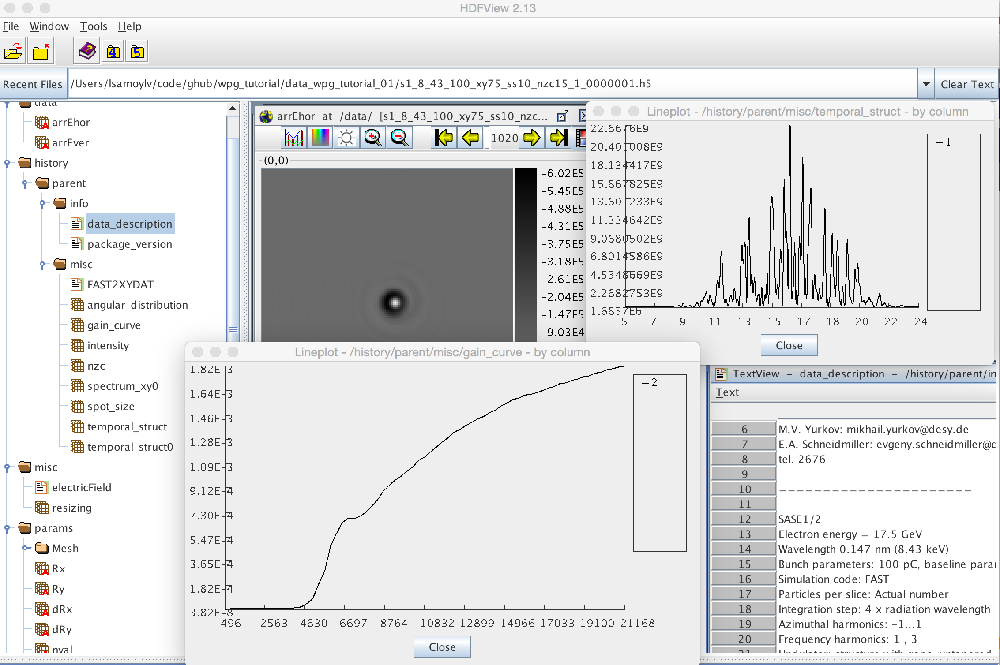 HDFView 2.13
File Window Tools Help
4 5
Recent Files /Users/lsamoylv/code/ghub/wpg_tutorial/data_wpg_tutorial_01/s1_8_43_100_xy75_ss10_nzc15_1_0000001.h5 Clear Text
data
arrEhor
arrEver
history
parent
info
data_description
package_version
misc
FAST2XYDAT
angular_distribution
gain_curve
intensity
nzc
spectrum_xy0
spot_size
temporal_struct
temporal_struct0
misc
electricField
resizing
params
Mesh
Rx
Ry
dRx
dRy
nval
arrEhor at /data/ [s1_8_43_100_xy75_ss10_nzc...
1020
(0,0)
-6.02E5
-5.45E5
-4.88E5
-4.31E5
-3.75E5
-3.18E5
-2.61E5
-2.04E5
-1.47E5
-9.03E4
Lineplot - /history/parent/misc/temporal_struct - by column
22.6676E9
20.401008E9
18.134417E9
15.867825E9
13.601233E9
11.334642E9
9.0680502E9
6.8014586E9
4.5348669E9
2.2682753E9
1.6837E6
5 7 9 11 13 15 17 18 20 22 24
−1
Close
Lineplot - /history/parent/misc/gain_curve - by column
1.82E-3
1.64E-3
1.46E-3
1.28E-3
1.09E-3
9.12E-4
7.30E-4
5.47E-4
3.65E-4
1.82E-4
3.82E-8
496 2563 4630 6697 8764 10832 12899 14966 17033 19100 21168
−2
Close
TextView - data_description - /history/parent/in
Text
6 M.V. Yurkov: mikhail.yurkov@desy.de
7 E.A. Schneidmiller: evgeny.schneidmiller@d
8 tel. 2676
9
10 ======================
11
12 SASE1/2
13 Electron energy = 17.5 GeV
14 Wavelength 0.147 nm (8.43 keV)
15 Bunch parameters: 100 pC, baseline para
16 Simulation code: FAST
17 Particles per slice: Actual number
18 Integration step: 4 x radiation wavelength
19 Azimuthal harmonics: -1...1
20 Frequency harmonics: 1 , 3